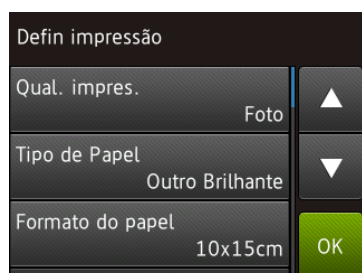 Defin impressão
Qual. impres.
Foto
Tipo de Papel
Outro Brilhante
Formato do papel
10x15cm
OK